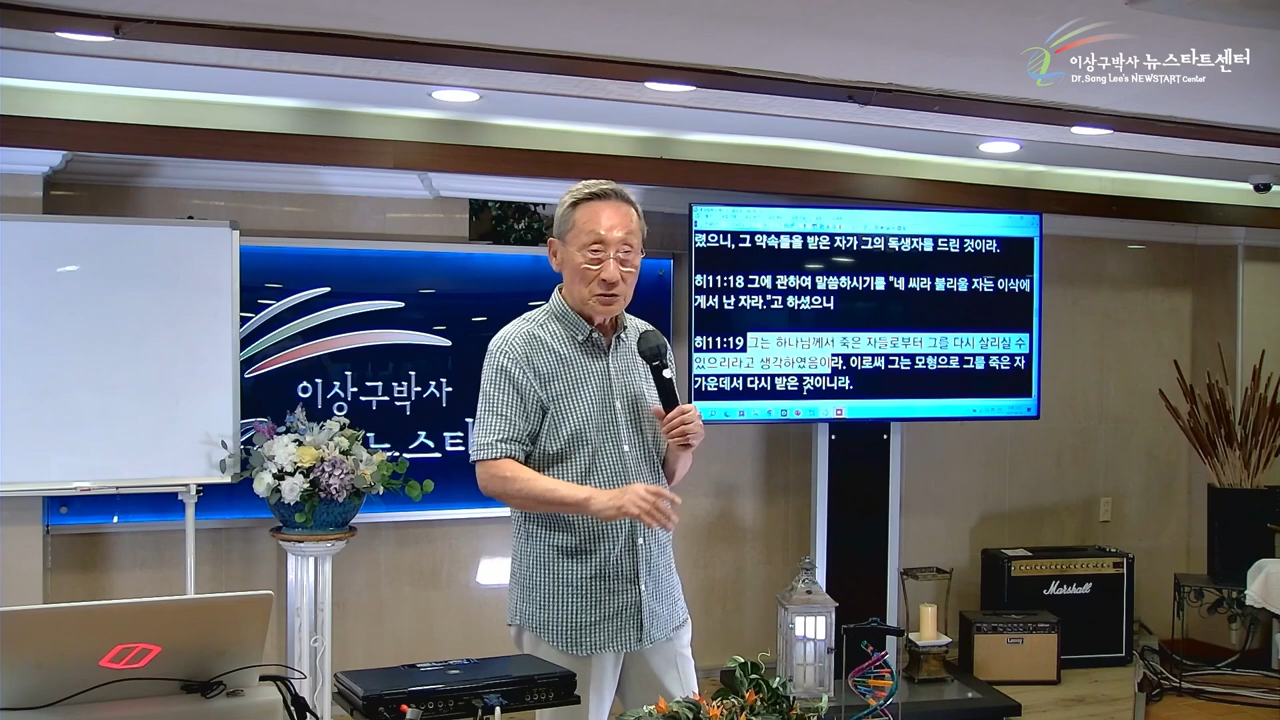 이상구박사 뉴스타트센터
Dr. Sang Lee's NEWSTART Center
렸으니, 그 약속들을 받은 자가 그의 독생자를 드린 것이라.
히11:18 그에 관하여 말씀하시기를 "네 씨라 불리울 자는 이삭에
게서 난 자라."고 하셨으니
히11:19 그는 하나님께서 죽은 자들로부터 그를 다시 살리실 수
있으리라고 생각하였음이라. 이로써 그는 모형으로 그를 죽은 자
가운데서 다시 받은 것이니라.
이상구박사
뉴스타
Marshall
Laney